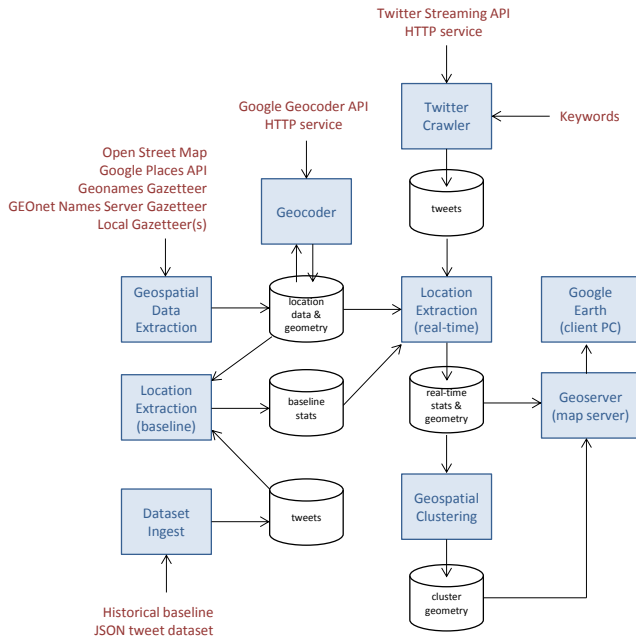 Twitter Streaming API
HTTP service
Google Geocoder API
HTTP service
Twitter
Crawler
Keywords
Open Street Map
Google Places API
Geonames Gazetteer
GEOnet Names Server Gazetteer
Local Gazetteer(s)
Geocoder
tweets
Geospatial
Data
Extraction
location
data &
geometry
Location
Extraction
(real-time)
Google
Earth
(client PC)
Location
Extraction
(baseline)
baseline
stats
real-time
stats &
geometry
Geoserver
(map server)
Dataset
Ingest
tweets
Geospatial
Clustering
cluster
geometry
Historical baseline
JSON tweet dataset